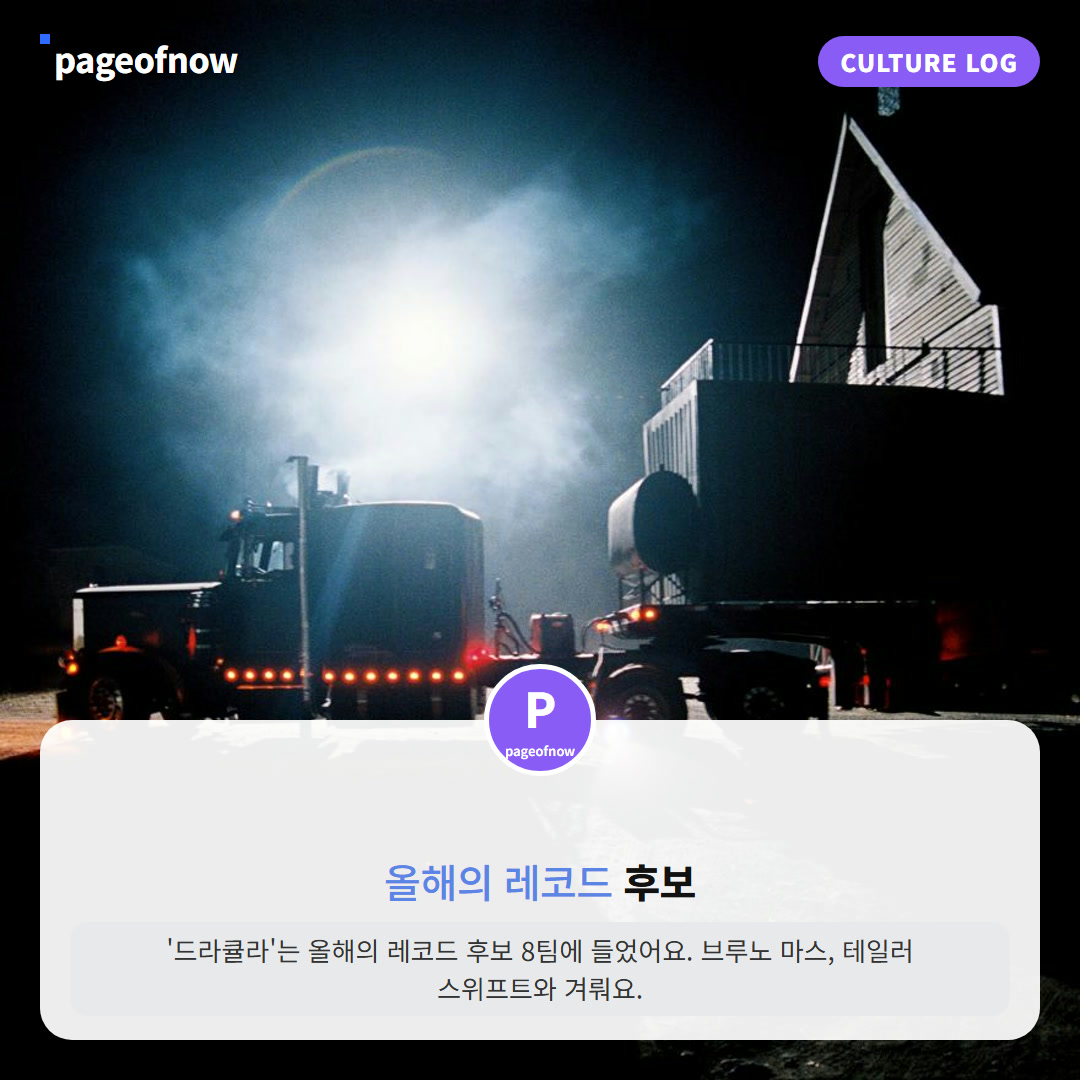 pageofnow
CULTURE LOG
P
pageofnow
올해의 레코드 후보
'드라큘라'는 올해의 레코드 후보 8팀에 들었어요. 브루노 마스, 테일러
스위프트와 겨뤄요.